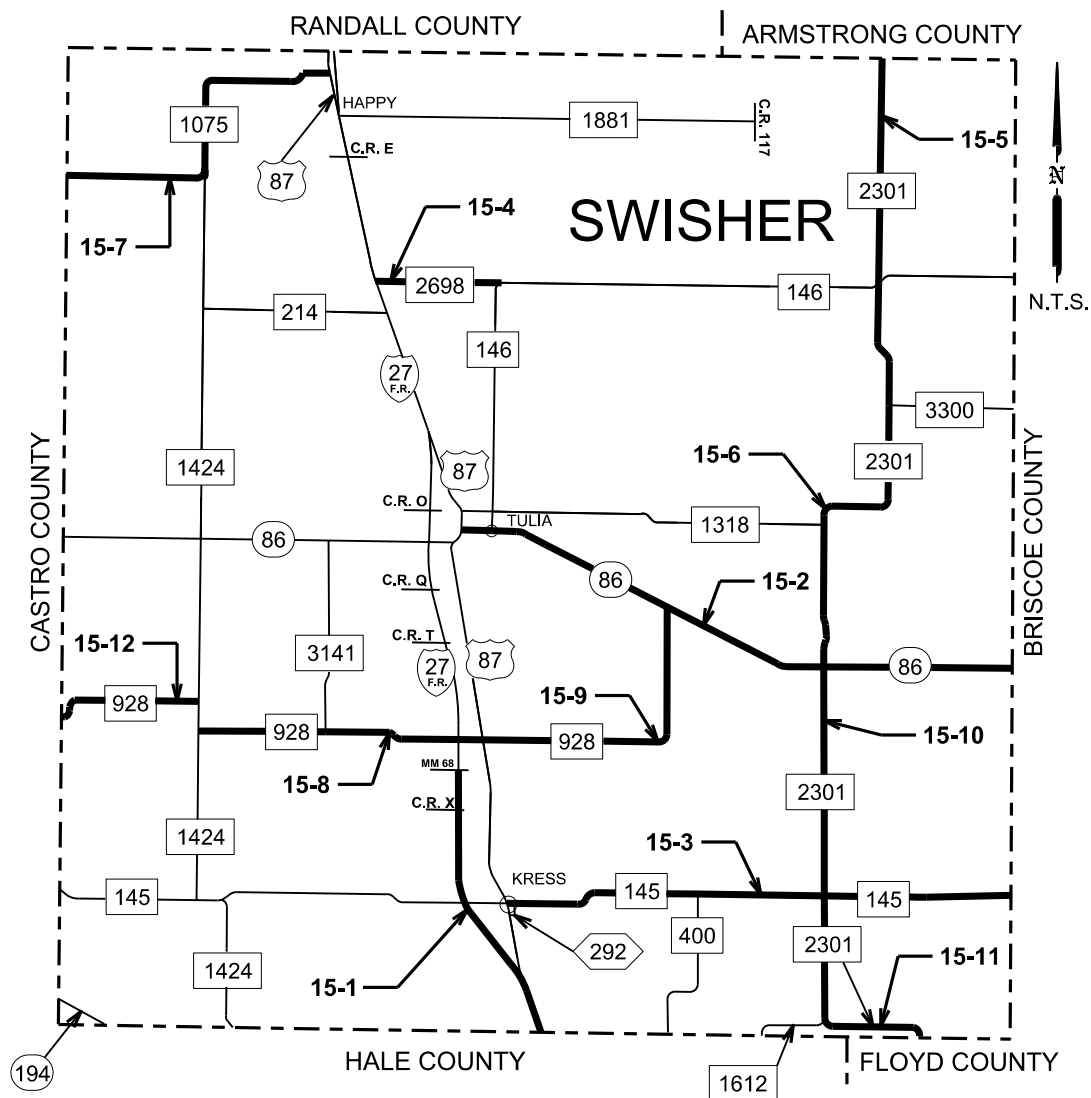 RANDALL COUNTY
ARMSTRONG COUNTY
HAPPY
1075
1881
C.R. 117
C.R. E
15-5
87
N
2301
15-4
SWISHER
15-7
2698
146
N.T.S.
214
146
27
F.R.
3300
CASTRO COUNTY
BRISCOE COUNTY
1424
87
15-6
2301
C.R. O
TULIA
1318
86
86
15-2
C.R. Q
C.R. T
15-12
3141
27
F.R.
87
86
15-9
928
928
928
15-10
15-8
MM 68
2301
C.R. X
1424
15-3
KRESS
145
145
145
400
2301
292
15-11
1424
15-1
194
HALE COUNTY
FLOYD COUNTY
1612